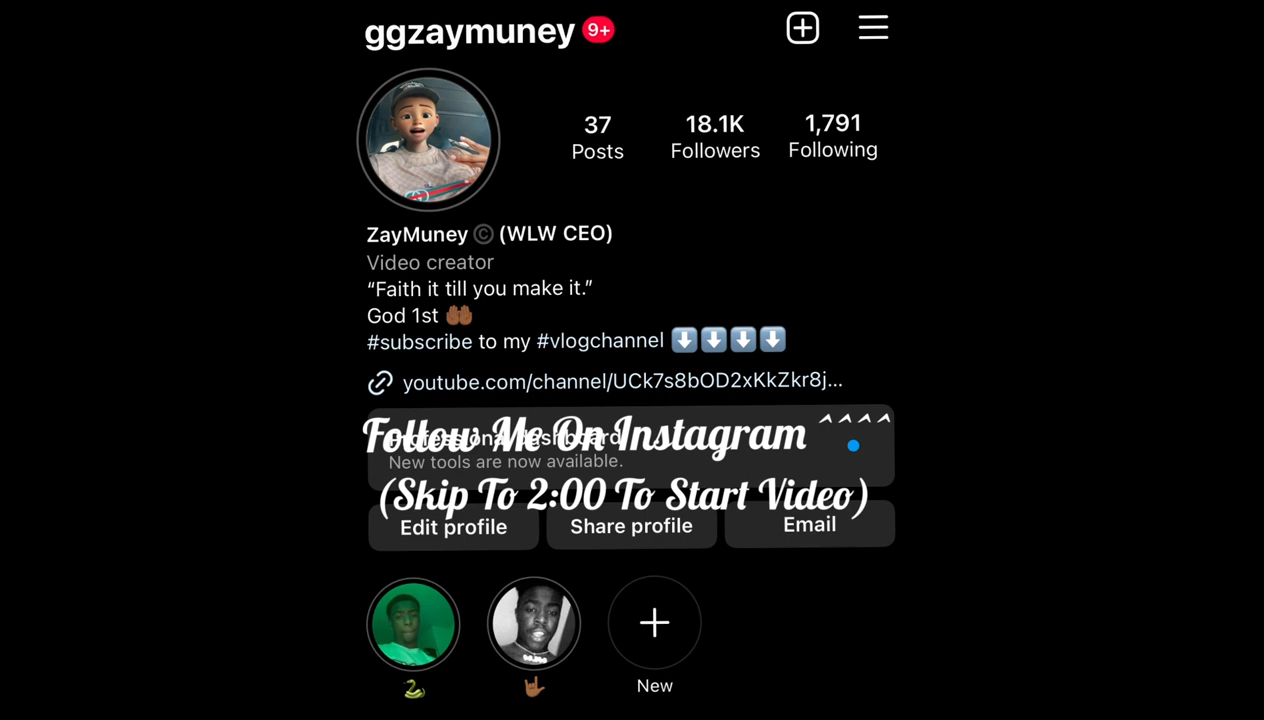 ggzaymuney 9+
37 18.1K 1,791
Posts Followers Following
ZayMuney © (WLW CEO)
Video creator
“Faith it till you make it.”
God 1st 🤲🏾
#subscribe to my #vlogchannel ⬇️⬇️⬇️⬇️
youtube.com/channel/UCk7s8bOD2xKkZkr8j...
Follow Me On Instagram ^^^^
Professional dashboard
New tools are now available.
(Skip To 2:00 To Start Video)
Edit profile Share profile Email
🐍 🤟🏾 New